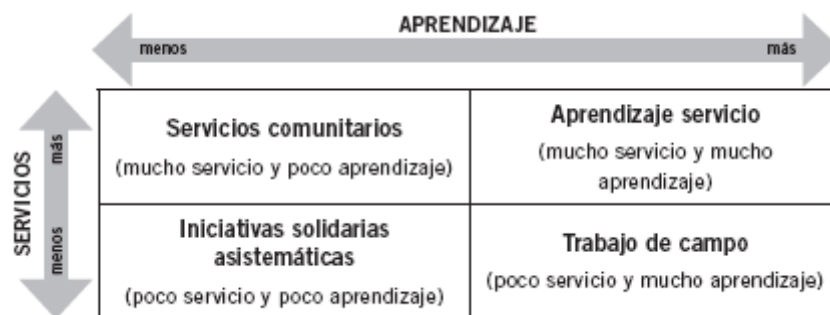 APRENDIZAJE
menos
más
SERVICIOS
más
menos
Servicios comunitarios
(mucho servicio y poco aprendizaje)
Aprendizaje servicio
(mucho servicio y mucho
aprendizaje)
Iniciativas solidarias
asistemáticas
(poco servicio y poco aprendizaje)
Trabajo de campo
(poco servicio y mucho aprendizaje)